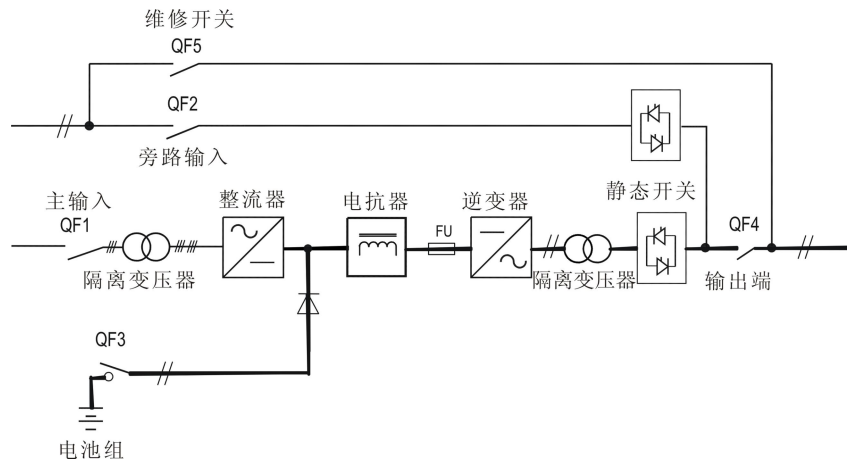 维修开关
QF5
QF2
旁路输入
静态开关
主输入
QF1
整流器
电抗器
FU
逆变器
QF4
隔离变压器
隔离变压器
输出端
QF3
电池组